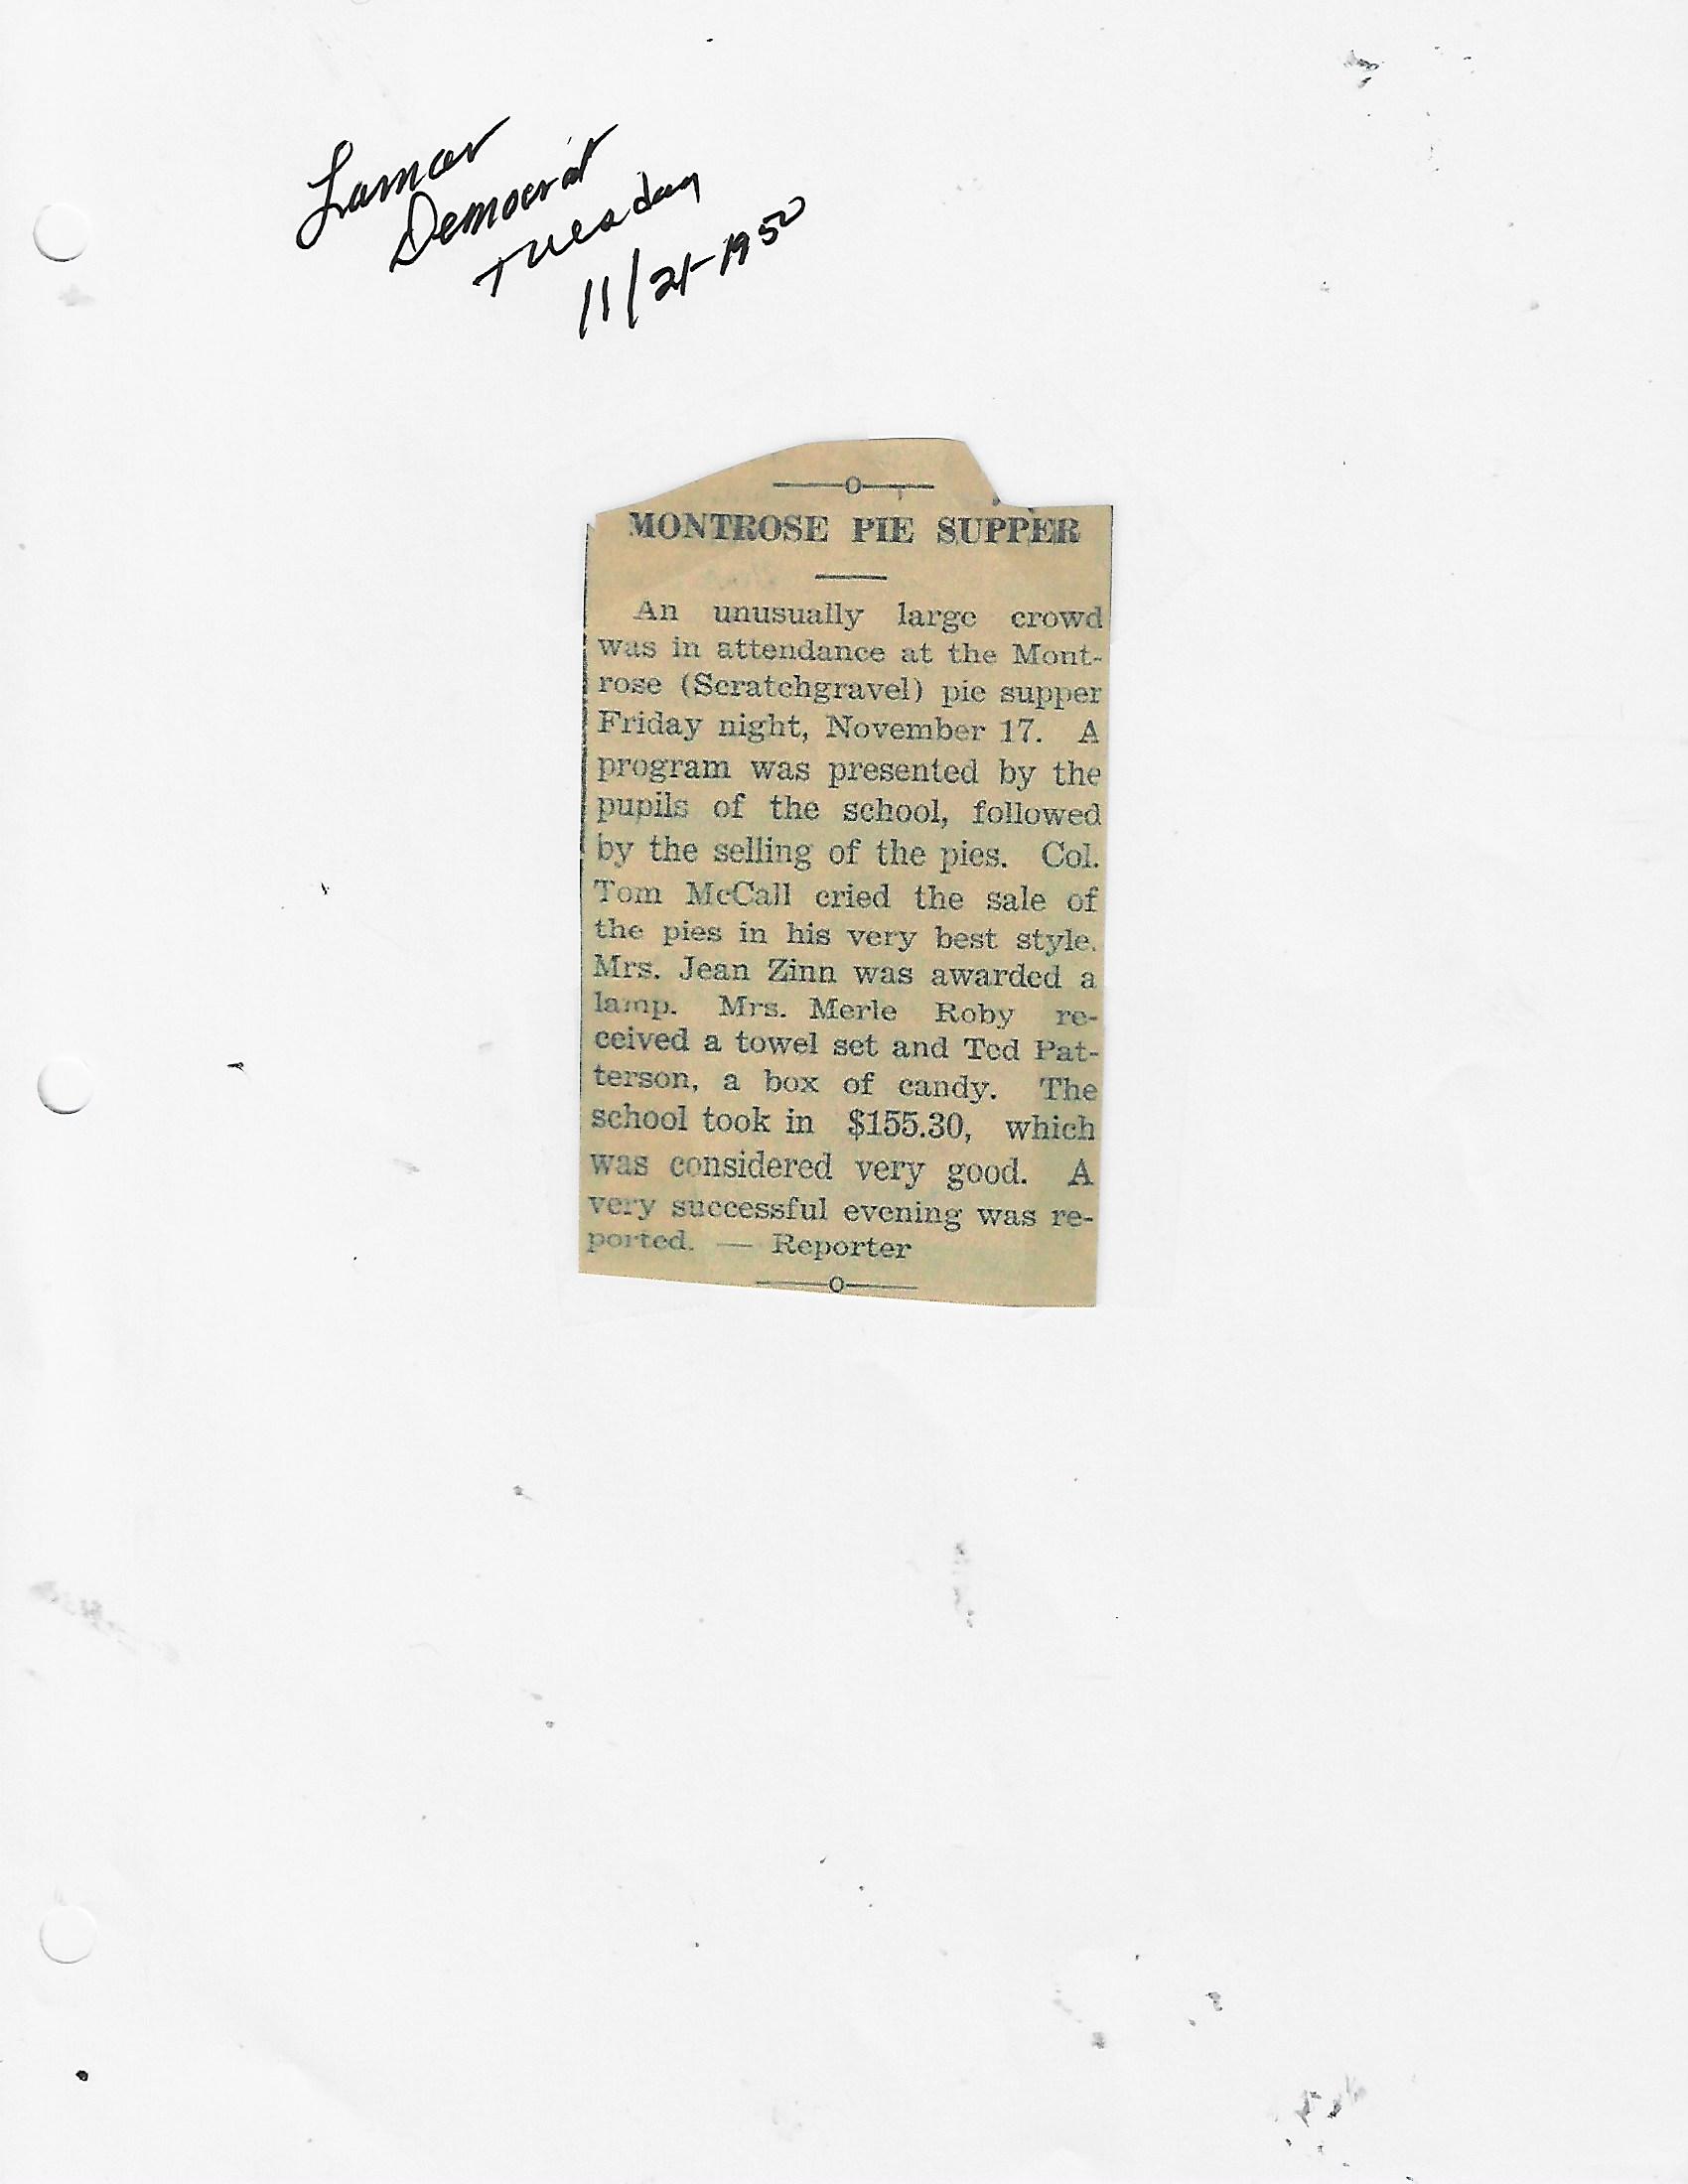 Lamar
Democrat
Tuesday
11/21-1950
MONTROSE PIE SUPPER
An unusually large crowd
was in attendance at the Mont-
rose (Scratchgravel) pie supper
Friday night, November 17. A
program was presented by the
pupils of the school, followed
by the selling of the pies. Col.
Tom McCall cried the sale of
the pies in his very best style.
Mrs. Jean Zinn was awarded a
lamp. Mrs. Merle Roby re-
ceived a towel set and Ted Pat-
terson, a box of candy. The
school took in $155.30, which
was considered very good. A
very successful evening was re-
ported. — Reporter